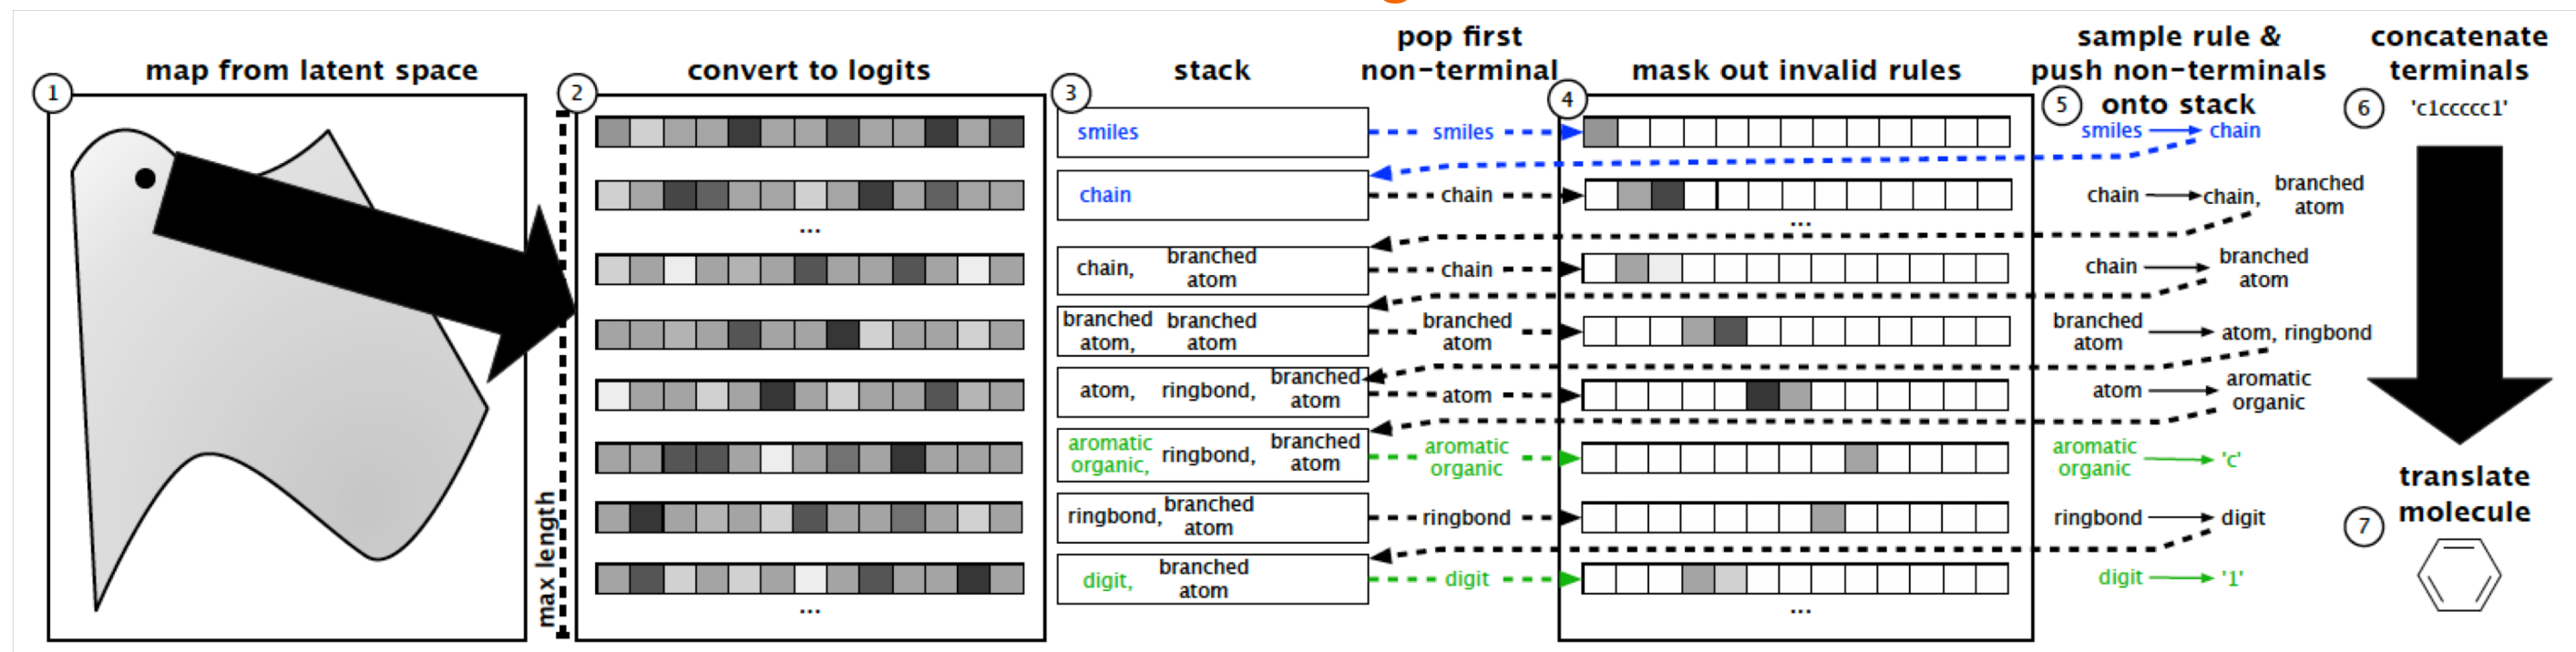 map from latent space
convert to logits
stack
pop first
non-terminal
mask out invalid rules
sample rule &
push non-terminals
onto stack
concatenate
terminals
1
2
3
4
5
6
'c1ccccc1'
max length
smiles
smiles
smiles chain
chain
chain
chain chain, branched
atom
...
...
chain, branched
atom
chain
chain branched
atom
branched
atom, branched
atom
branched
atom
branched
atom atom, ringbond
atom, ringbond, branched
atom
atom
atom aromatic
organic
aromatic
organic, ringbond, branched
atom
aromatic
organic
aromatic
organic 'c'
ringbond, branched
atom
ringbond
ringbond digit
digit, branched
atom
digit
digit '1'
...
...
translate
molecule
7